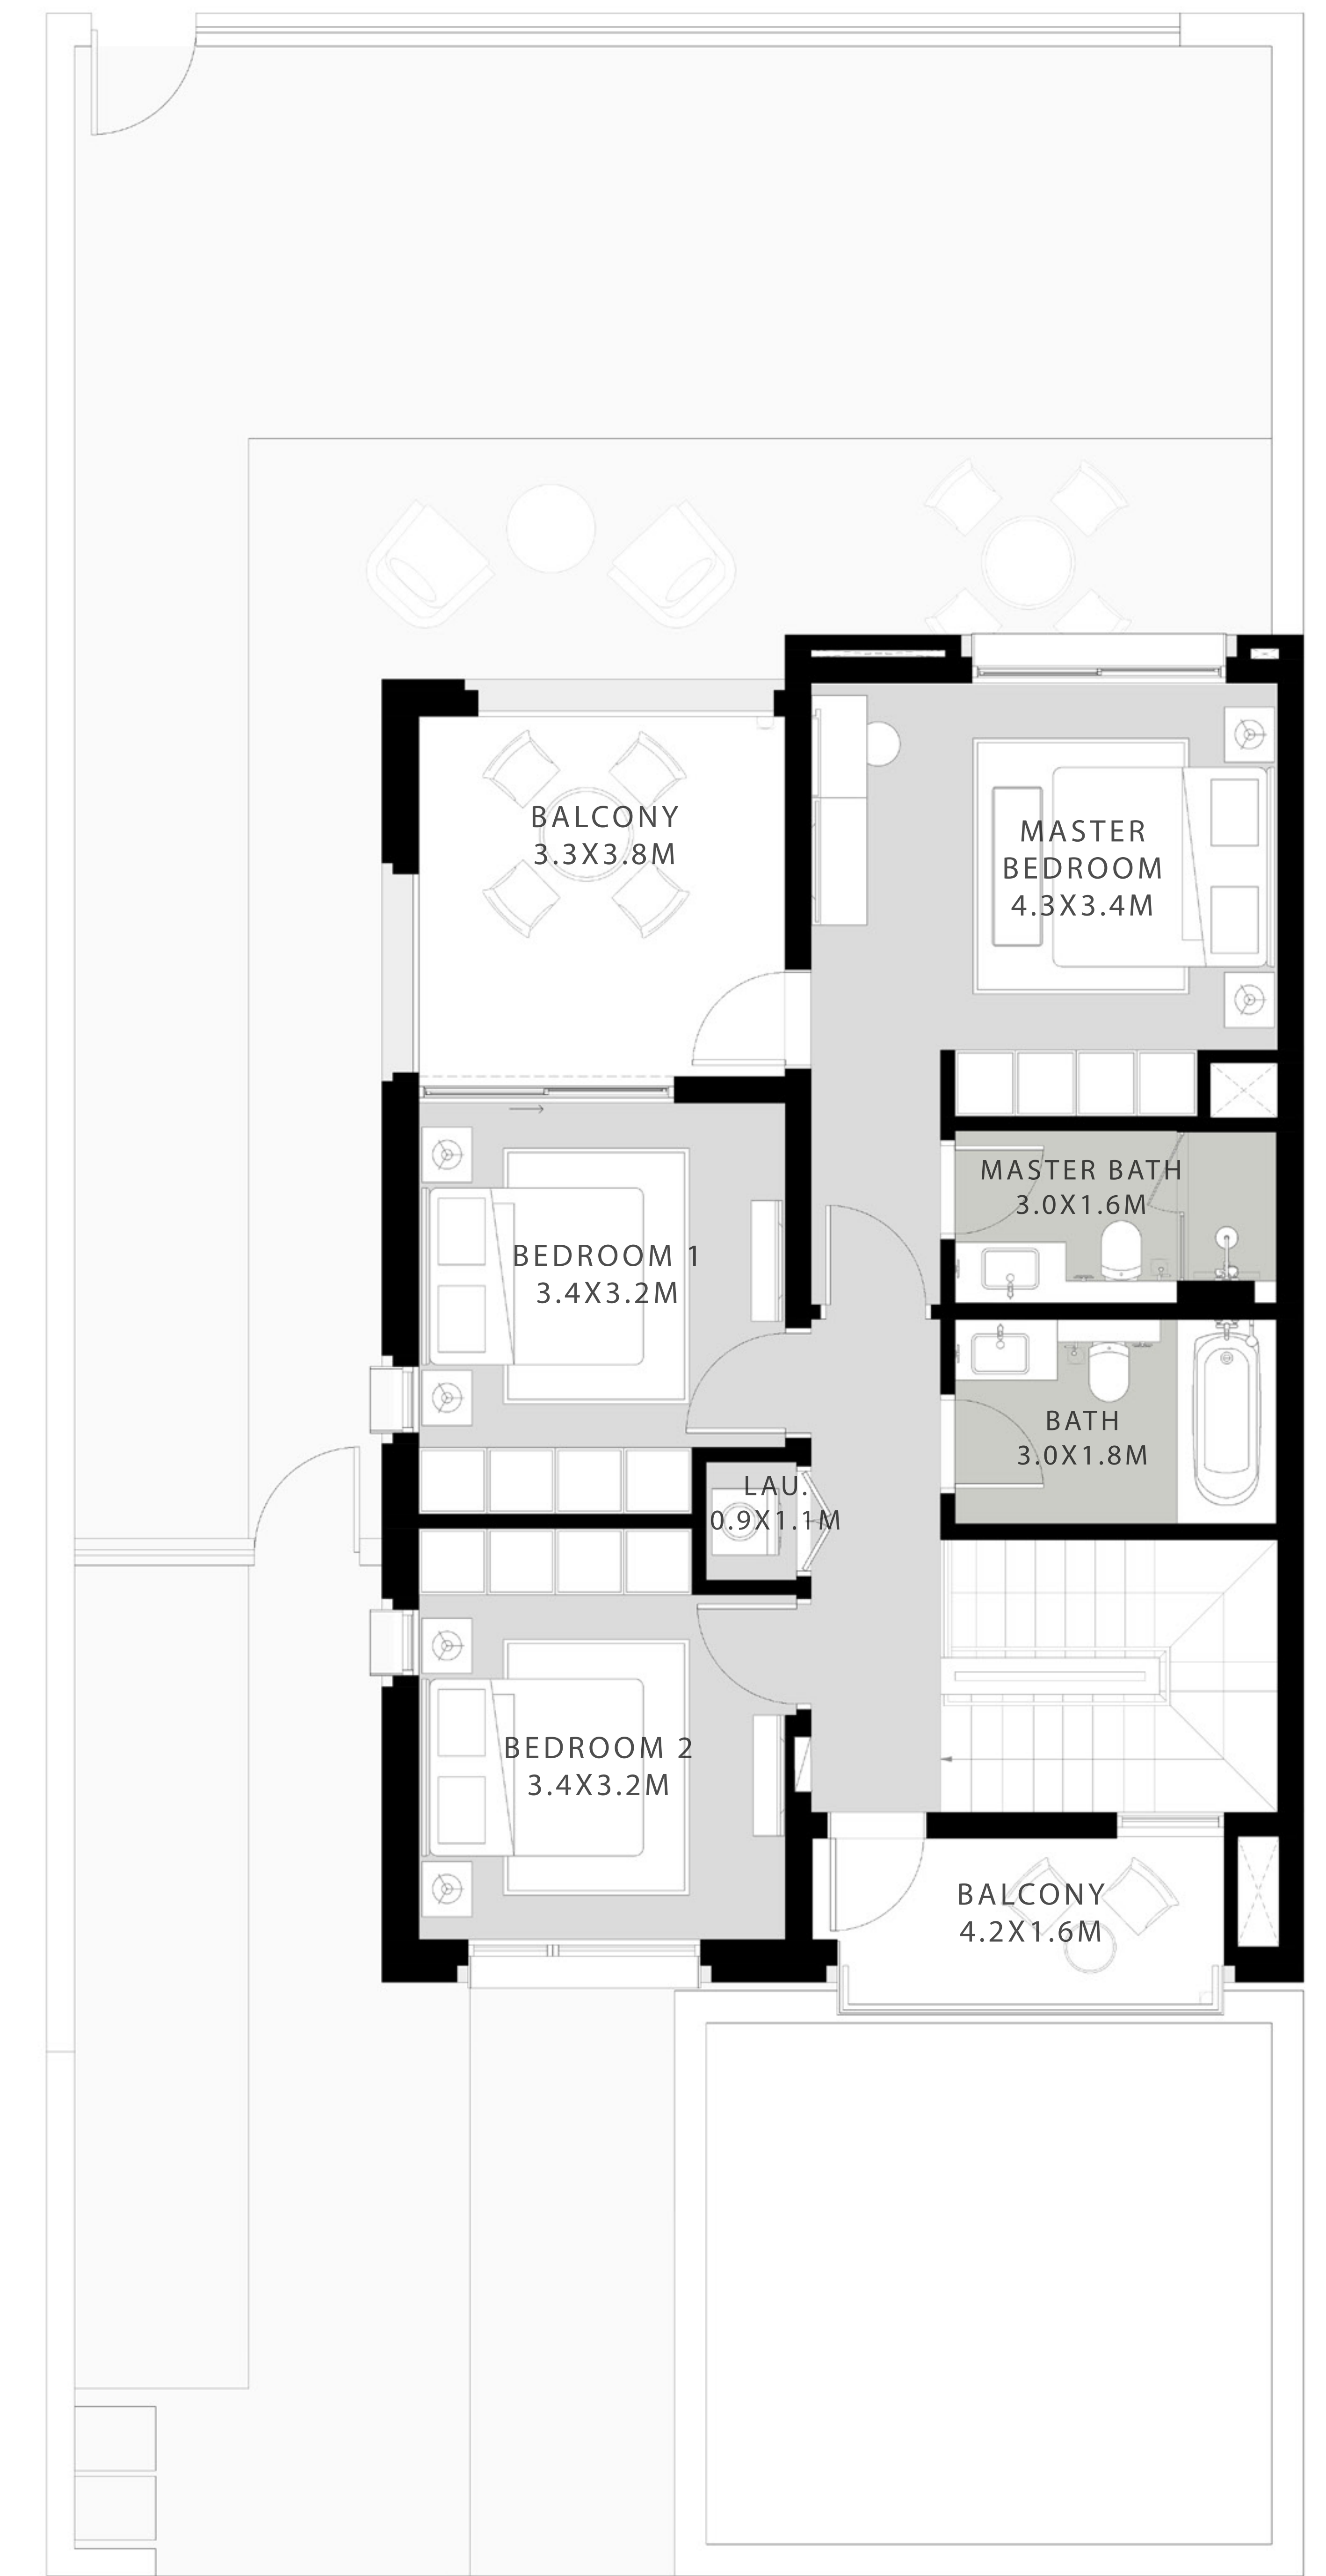 BALCONY
3.3X3.8M
MASTER
BEDROOM
4.3X3.4M
MASTER BATH
3.0X1.6M
BEDROOM 1
3.4X3.2M
BATH
3.0X1.8M
LAU.
0.9X1.1M
BEDROOM 2
3.4X3.2M
BALCONY
4.2X1.6M